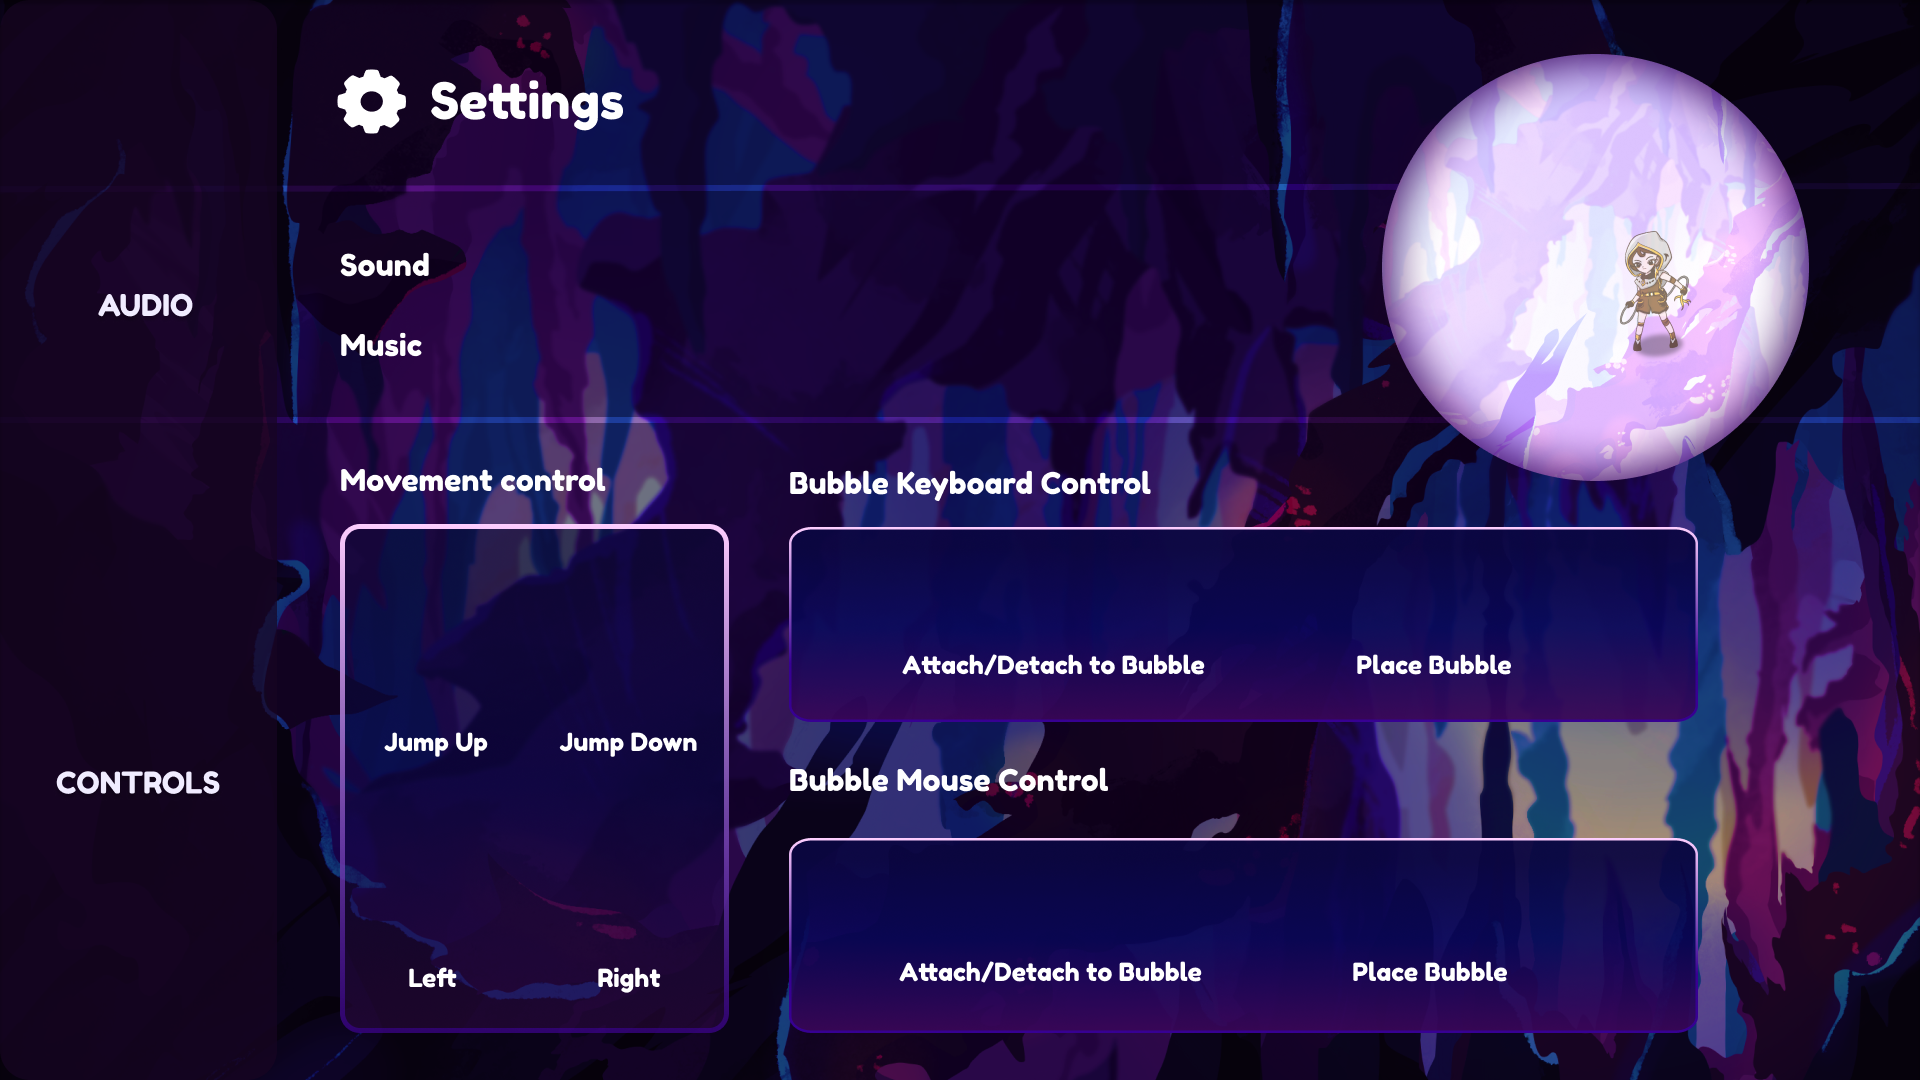 Settings
AUDIO
Sound
Music
CONTROLS
Movement control
Jump Up
Jump Down
Left
Right
Bubble Keyboard Control
Attach/Detach to Bubble
Place Bubble
Bubble Mouse Control
Attach/Detach to Bubble
Place Bubble